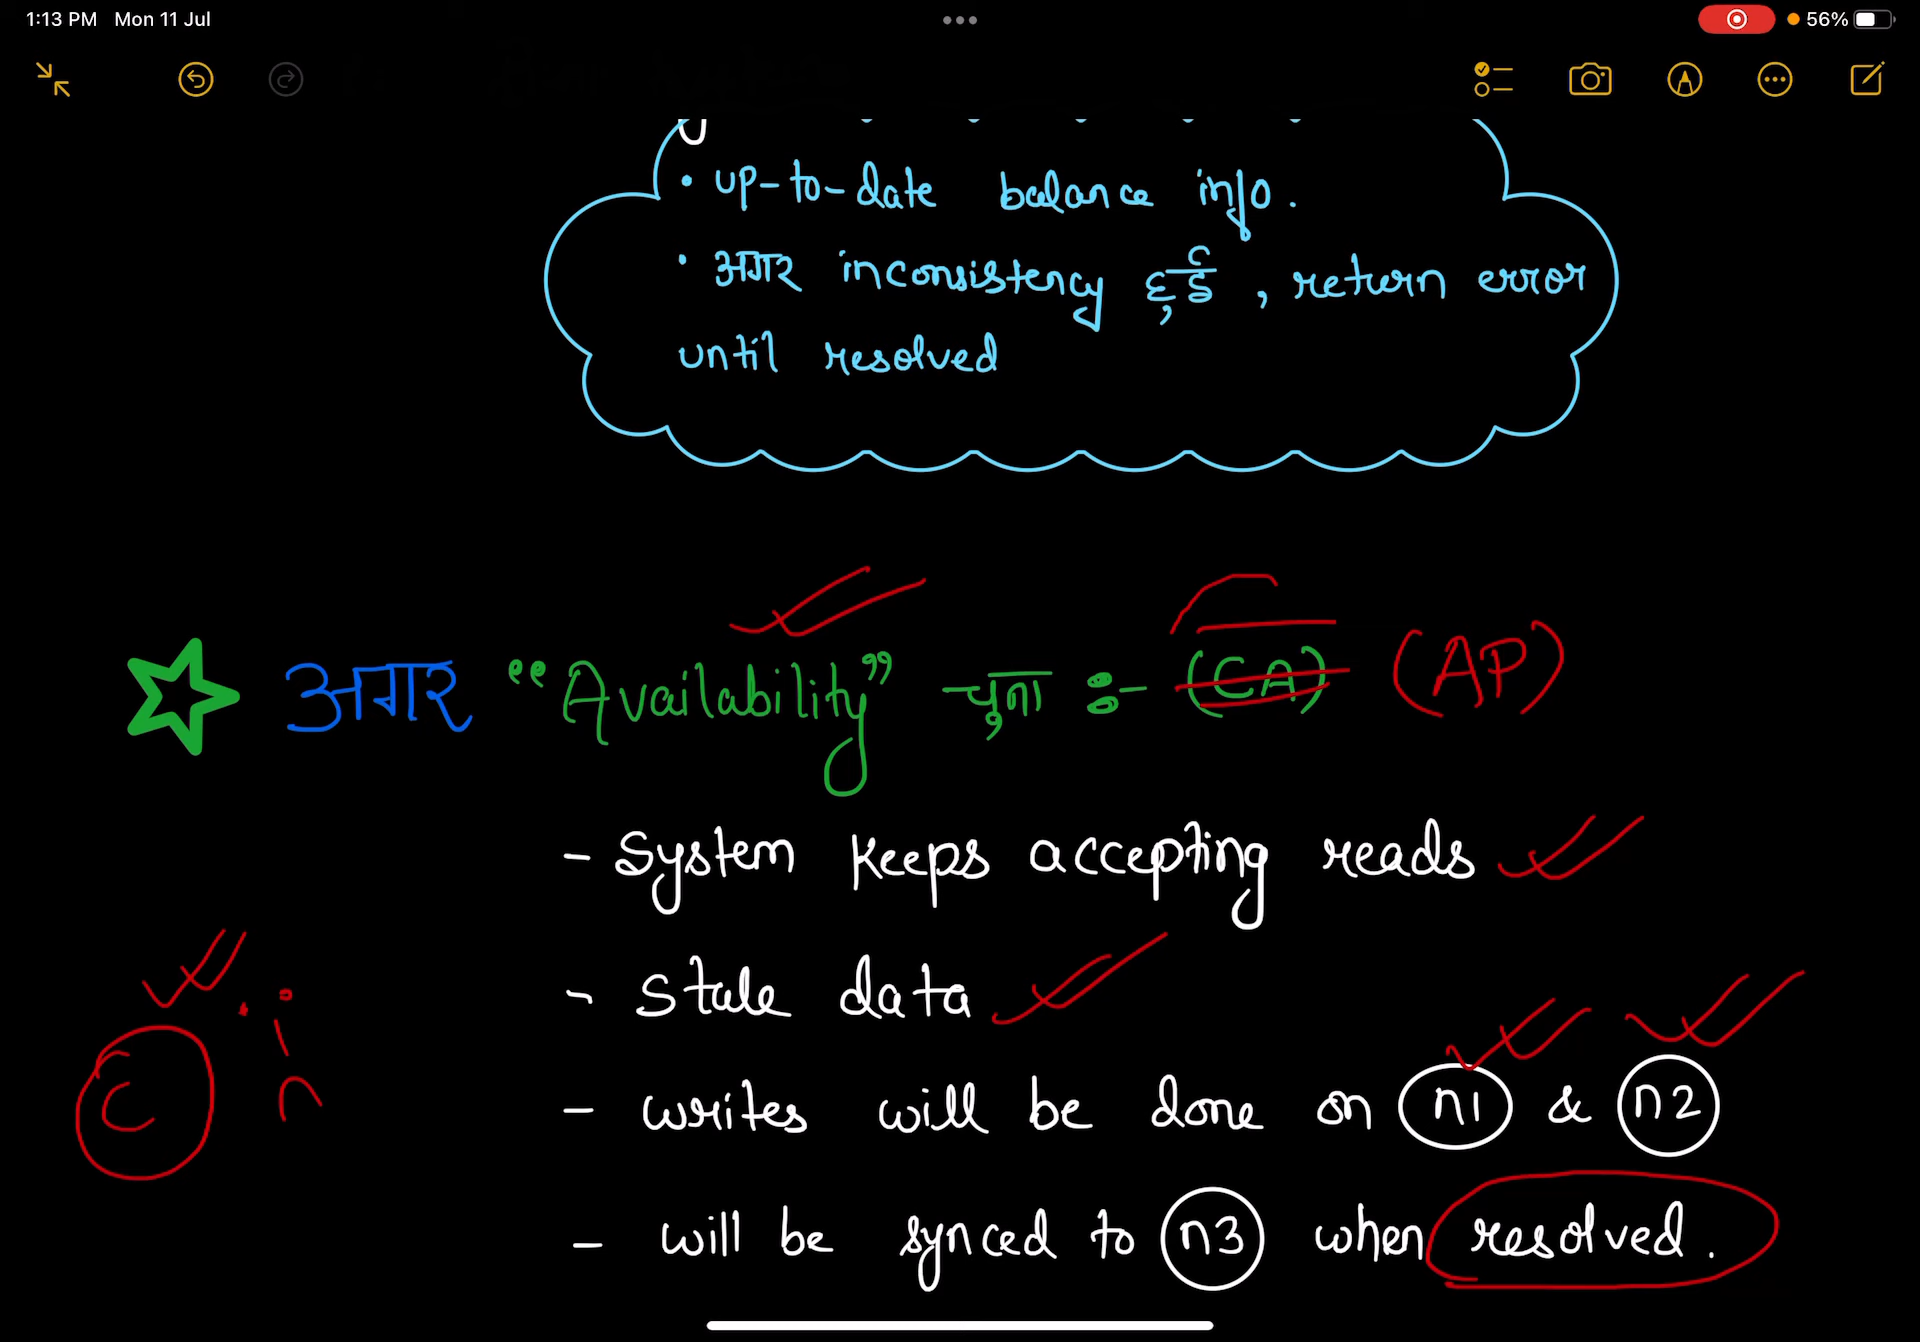 1:13 PM Mon 11 Jul
56%
• up-to-date balance info.
• अगर inconsistency हुई, return error
until resolved
अगर "Availability" चुना :- (CA) (AP)
- System keeps accepting reads
- Stale data
- writes will be done on n1 & n2
- will be synced to n3 when resolved.
C
n